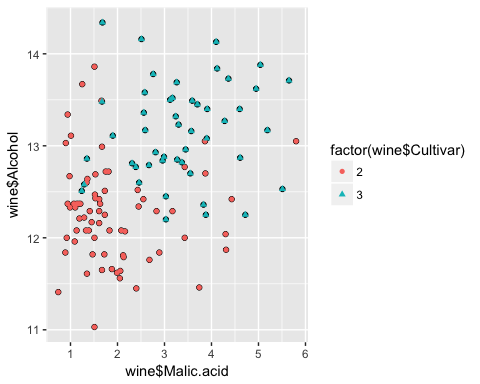 14
13
12
11
wine$Alcohol
1 2 3 4 5 6
wine$Malic.acid
factor(wine$Cultivar)
2
3